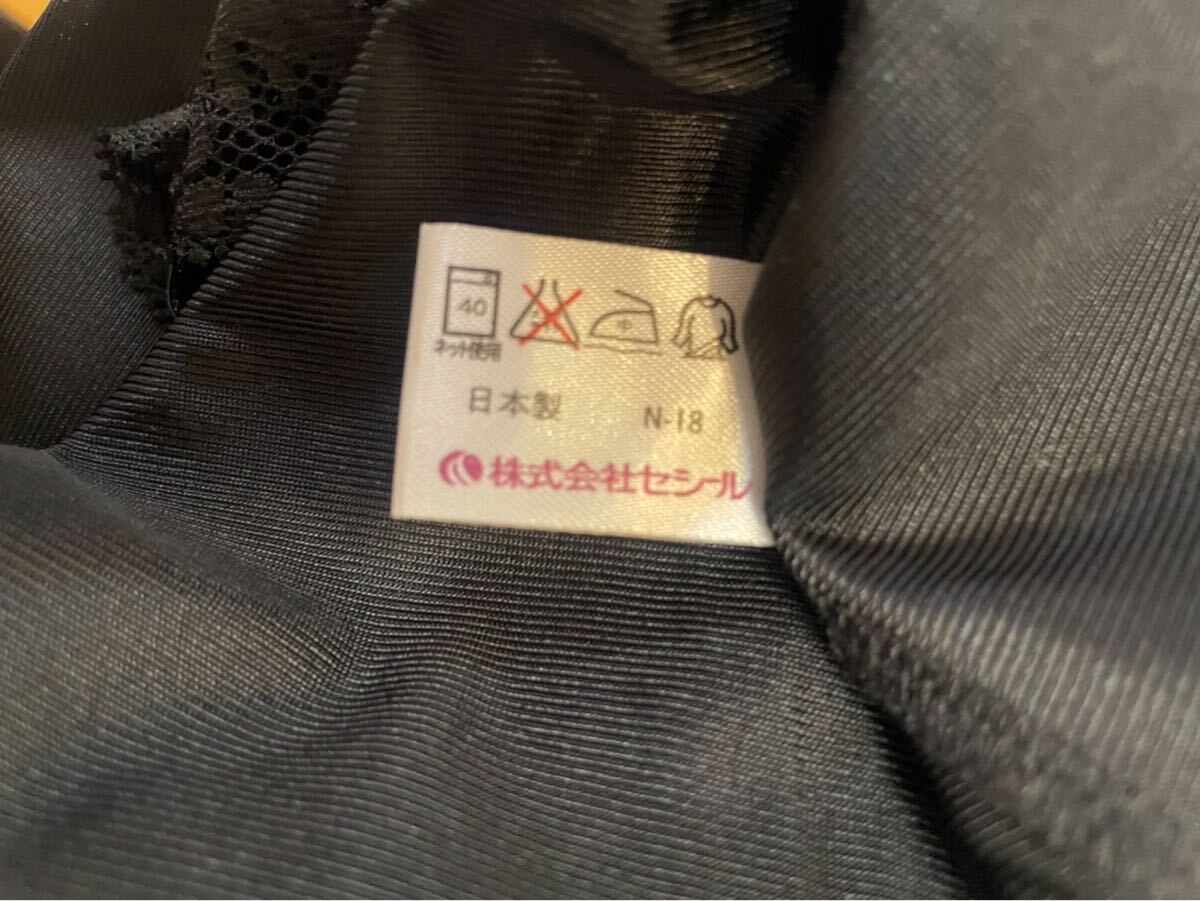 40
ネット使用
日本製 N-18
株式会社セシール